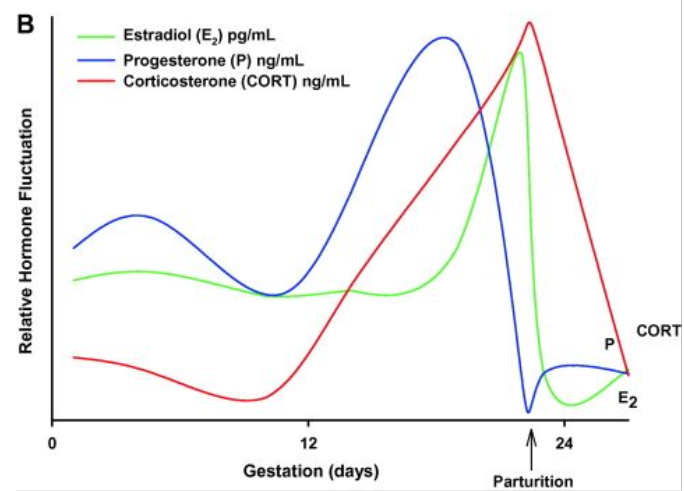 B
Estradiol (E₂) pg/mL
Progesterone (P) ng/mL
Corticosterone (CORT) ng/mL
Relative Hormone Fluctuation
CORT
P
E₂
0
12
24
Gestation (days)
Parturition